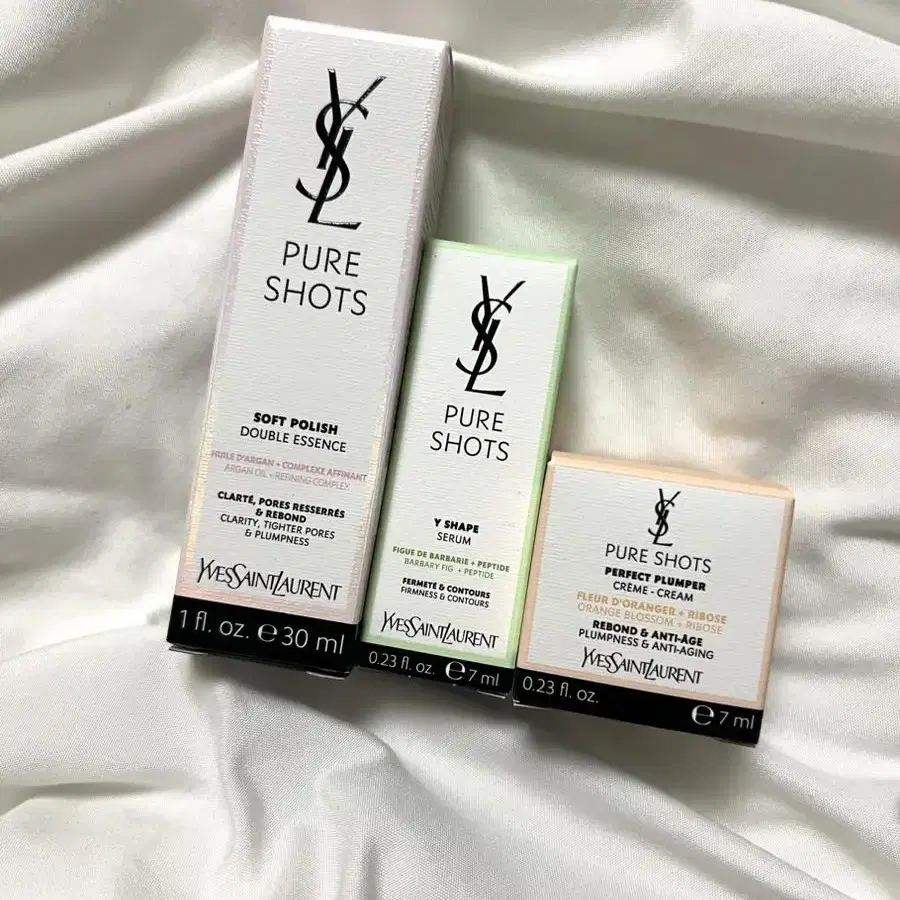 YSL
PURE
SHOTS
SOFT POLISH
DOUBLE ESSENCE
HUILE D'ARGAN + COMPLEXE AFFINANT
ARGAN OIL + REFINING COMPLEX
CLARTÉ, PORES RESSERRÉS
& REBOND
CLARITY, TIGHTER PORES
& PLUMPNESS
YVESSAINTLAURENT
1 fl. oz. ℮ 30 ml
YSL
PURE
SHOTS
Y SHAPE
SERUM
FIGUE DE BARBARIE + PEPTIDE
BARBARY FIG + PEPTIDE
FERMETÉ & CONTOURS
FIRMNESS & CONTOURS
YVESSAINTLAURENT
0.23 fl. oz. ℮ 7 ml
YSL
PURE SHOTS
PERFECT PLUMPER
CRÈME - CREAM
FLEUR D'ORANGER + RIBOSE
ORANGE BLOSSOM + RIBOSE
REBOND & ANTI-ÂGE
PLUMPNESS & ANTI-AGING
YVESSAINTLAURENT
0.23 fl. oz. ℮ 7 ml